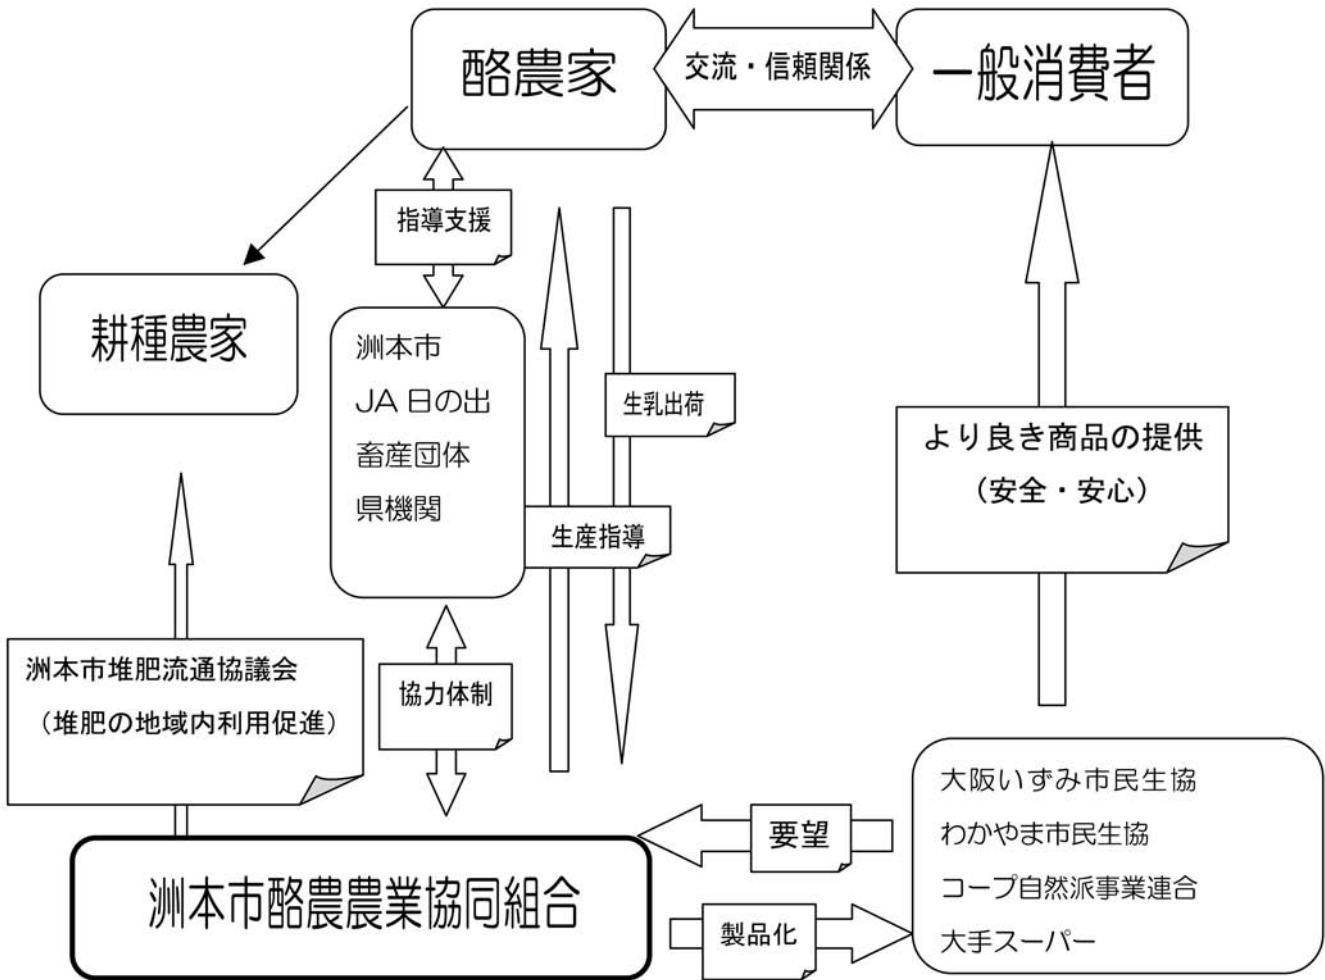 酪農家
交流・信頼関係
一般消費者
指導支援
耕種農家
洲本市
JA 日の出
畜産団体
県機関
生乳出荷
生産指導
より良き商品の提供
（安全・安心）
洲本市堆肥流通協議会
（堆肥の地域内利用促進）
協力体制
大阪いずみ市民生協
わかやま市民生協
コープ自然派事業連合
大手スーパー
要望
洲本市酪農農業協同組合
製品化